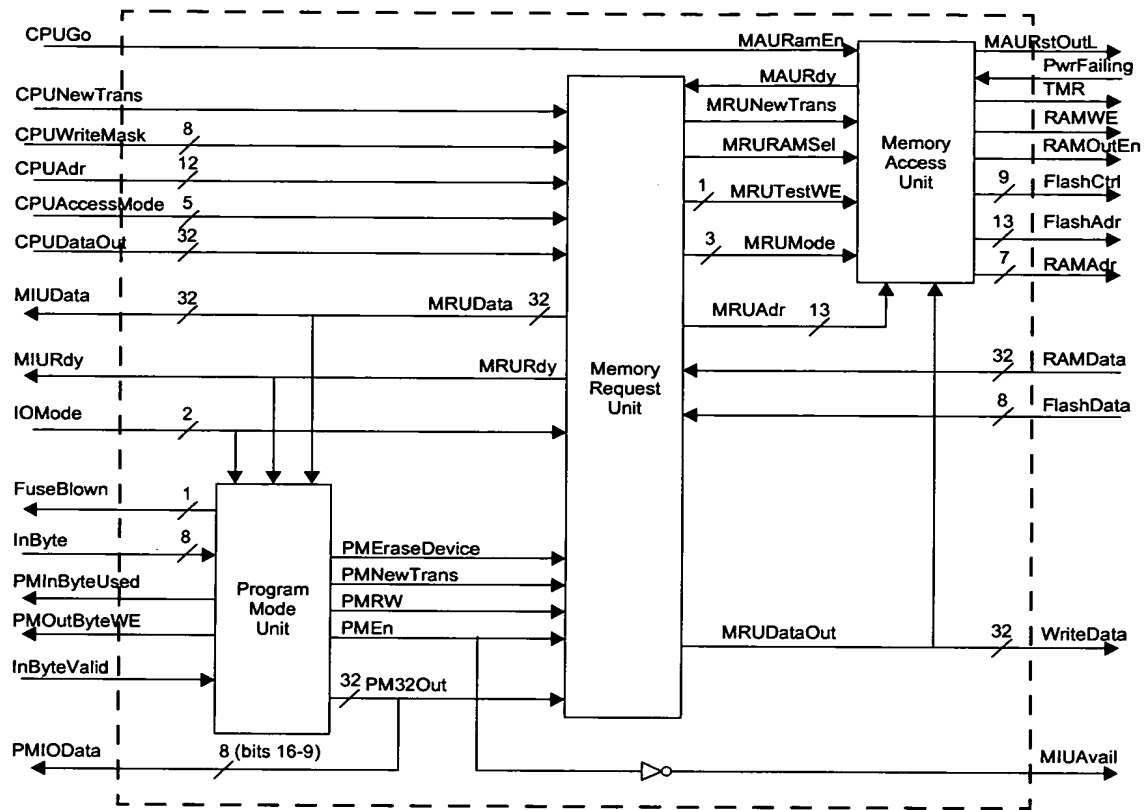 CPUGo
MAURamEn
MAURstOutL
PwrFailing
MAURdy
CPUNewTrans
MRUNewTrans
TMR
CPUWriteMask
8
RAMWE
MRURAMSel
Memory
Access
Unit
RAMOutEn
CPUAdr
12
1
MRUTestWE
9
FlashCtrl
CPUAccessMode
5
3
MRUMode
13
FlashAdr
CPUDataOut
32
7
RAMAdr
MIUData
32
MRUData
32
MRUAdr
13
MIURdy
MRURdy
Memory
Request
Unit
32
RAMData
IOMode
2
8
FlashData
FuseBlown
1
InByte
8
PMEraseDevice
PMInByteUsed
Program
Mode
Unit
PMNewTrans
PMRW
PMOutByteWE
PMEn
MRUDataOut
32
WriteData
InByteValid
32
PM32Out
PMIOData
8 (bits 16-9)
MIUAvail